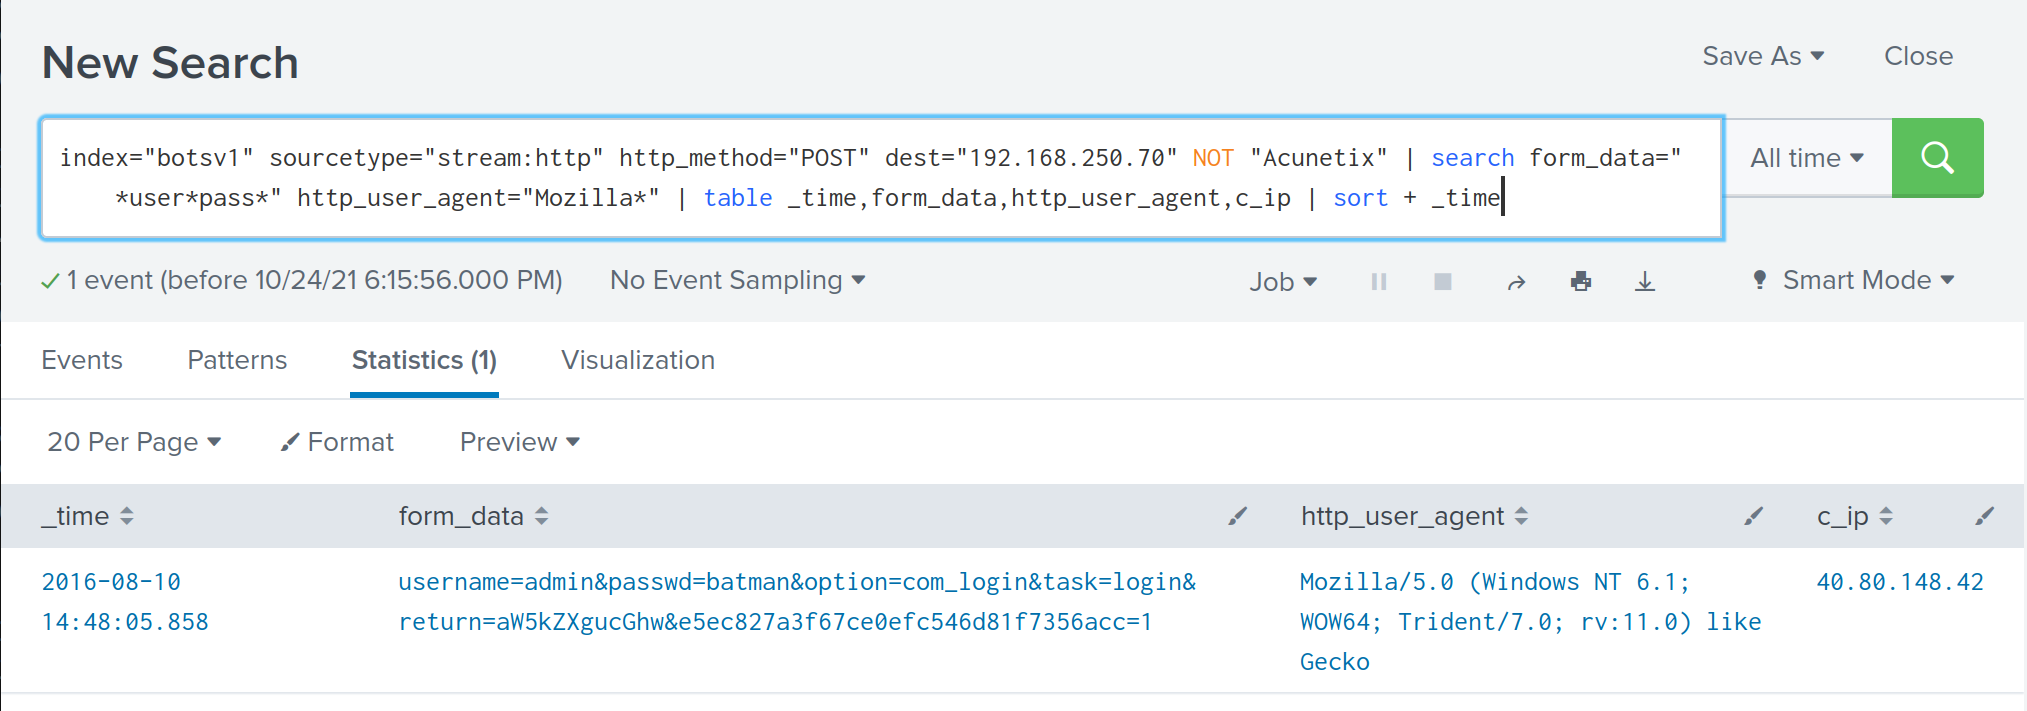 New Search
Save As
Close
index="botsv1" sourcetype="stream:http" http_method="POST" dest="192.168.250.70" NOT "Acunetix" | search form_data="
*user*pass*" http_user_agent="Mozilla*" | table _time,form_data,http_user_agent,c_ip | sort + _time
All time
1 event (before 10/24/21 6:15:56.000 PM)
No Event Sampling
Job
Smart Mode
Events
Patterns
Statistics (1)
Visualization
20 Per Page
Format
Preview
_time
form_data
http_user_agent
c_ip
2016-08-10
14:48:05.858
username=admin&passwd=batman&option=com_login&task=login&
return=aW5kZXgucGhw&e5ec827a3f67ce0efc546d81f7356acc=1
Mozilla/5.0 (Windows NT 6.1;
WOW64; Trident/7.0; rv:11.0) like
Gecko
40.80.148.42